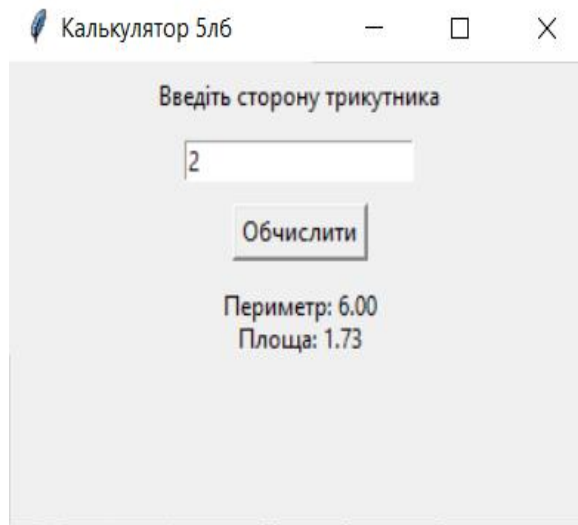 Калькулятор 5лб
Введіть сторону трикутника
2
Обчислити
Периметр: 6.00
Площа: 1.73